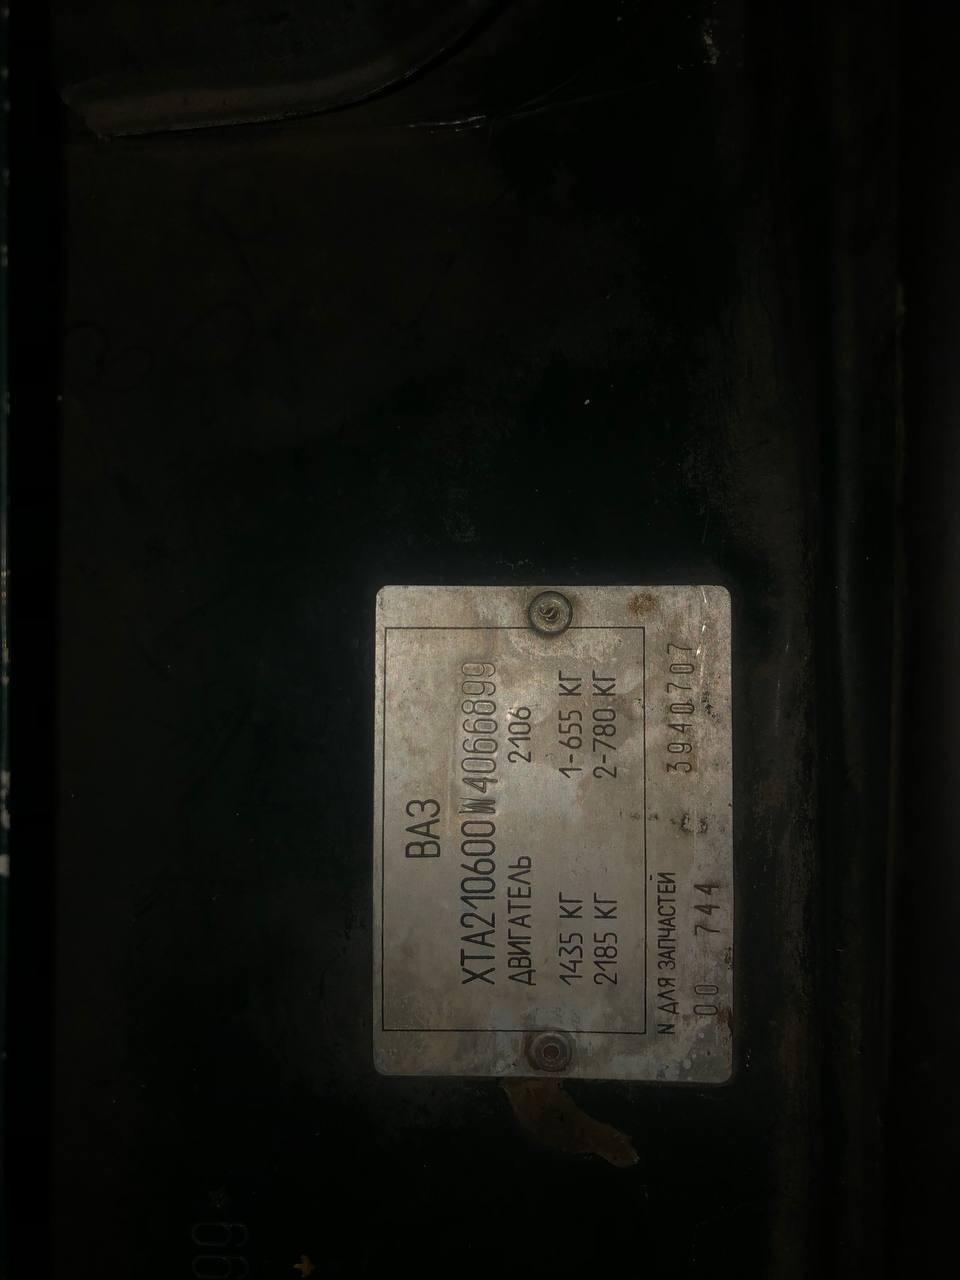 ВАЗ
XTA210600W4066899
ДВИГАТЕЛЬ 2106
1435 КГ 1-655 КГ
2185 КГ 2-780 КГ
N ДЛЯ ЗАПЧАСТЕЙ 3940707
00 744
99